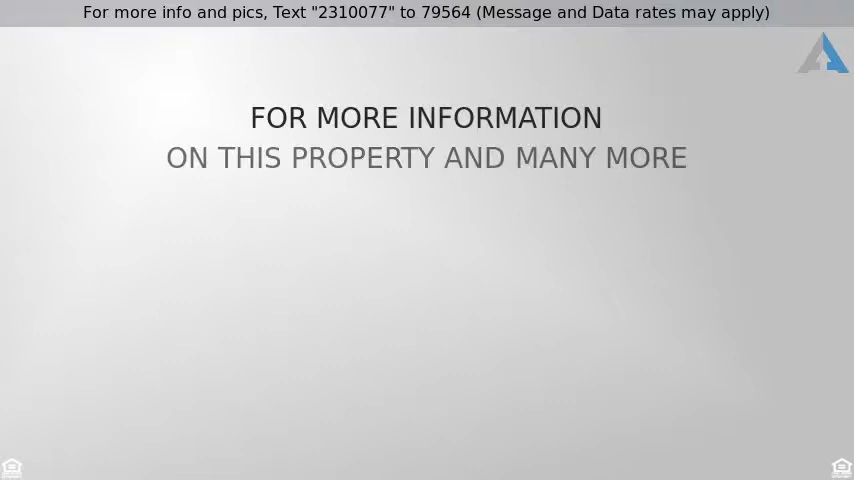 For more info and pics, Text "2310077" to 79564 (Message and Data rates may apply)
FOR MORE INFORMATION
ON THIS PROPERTY AND MANY MORE